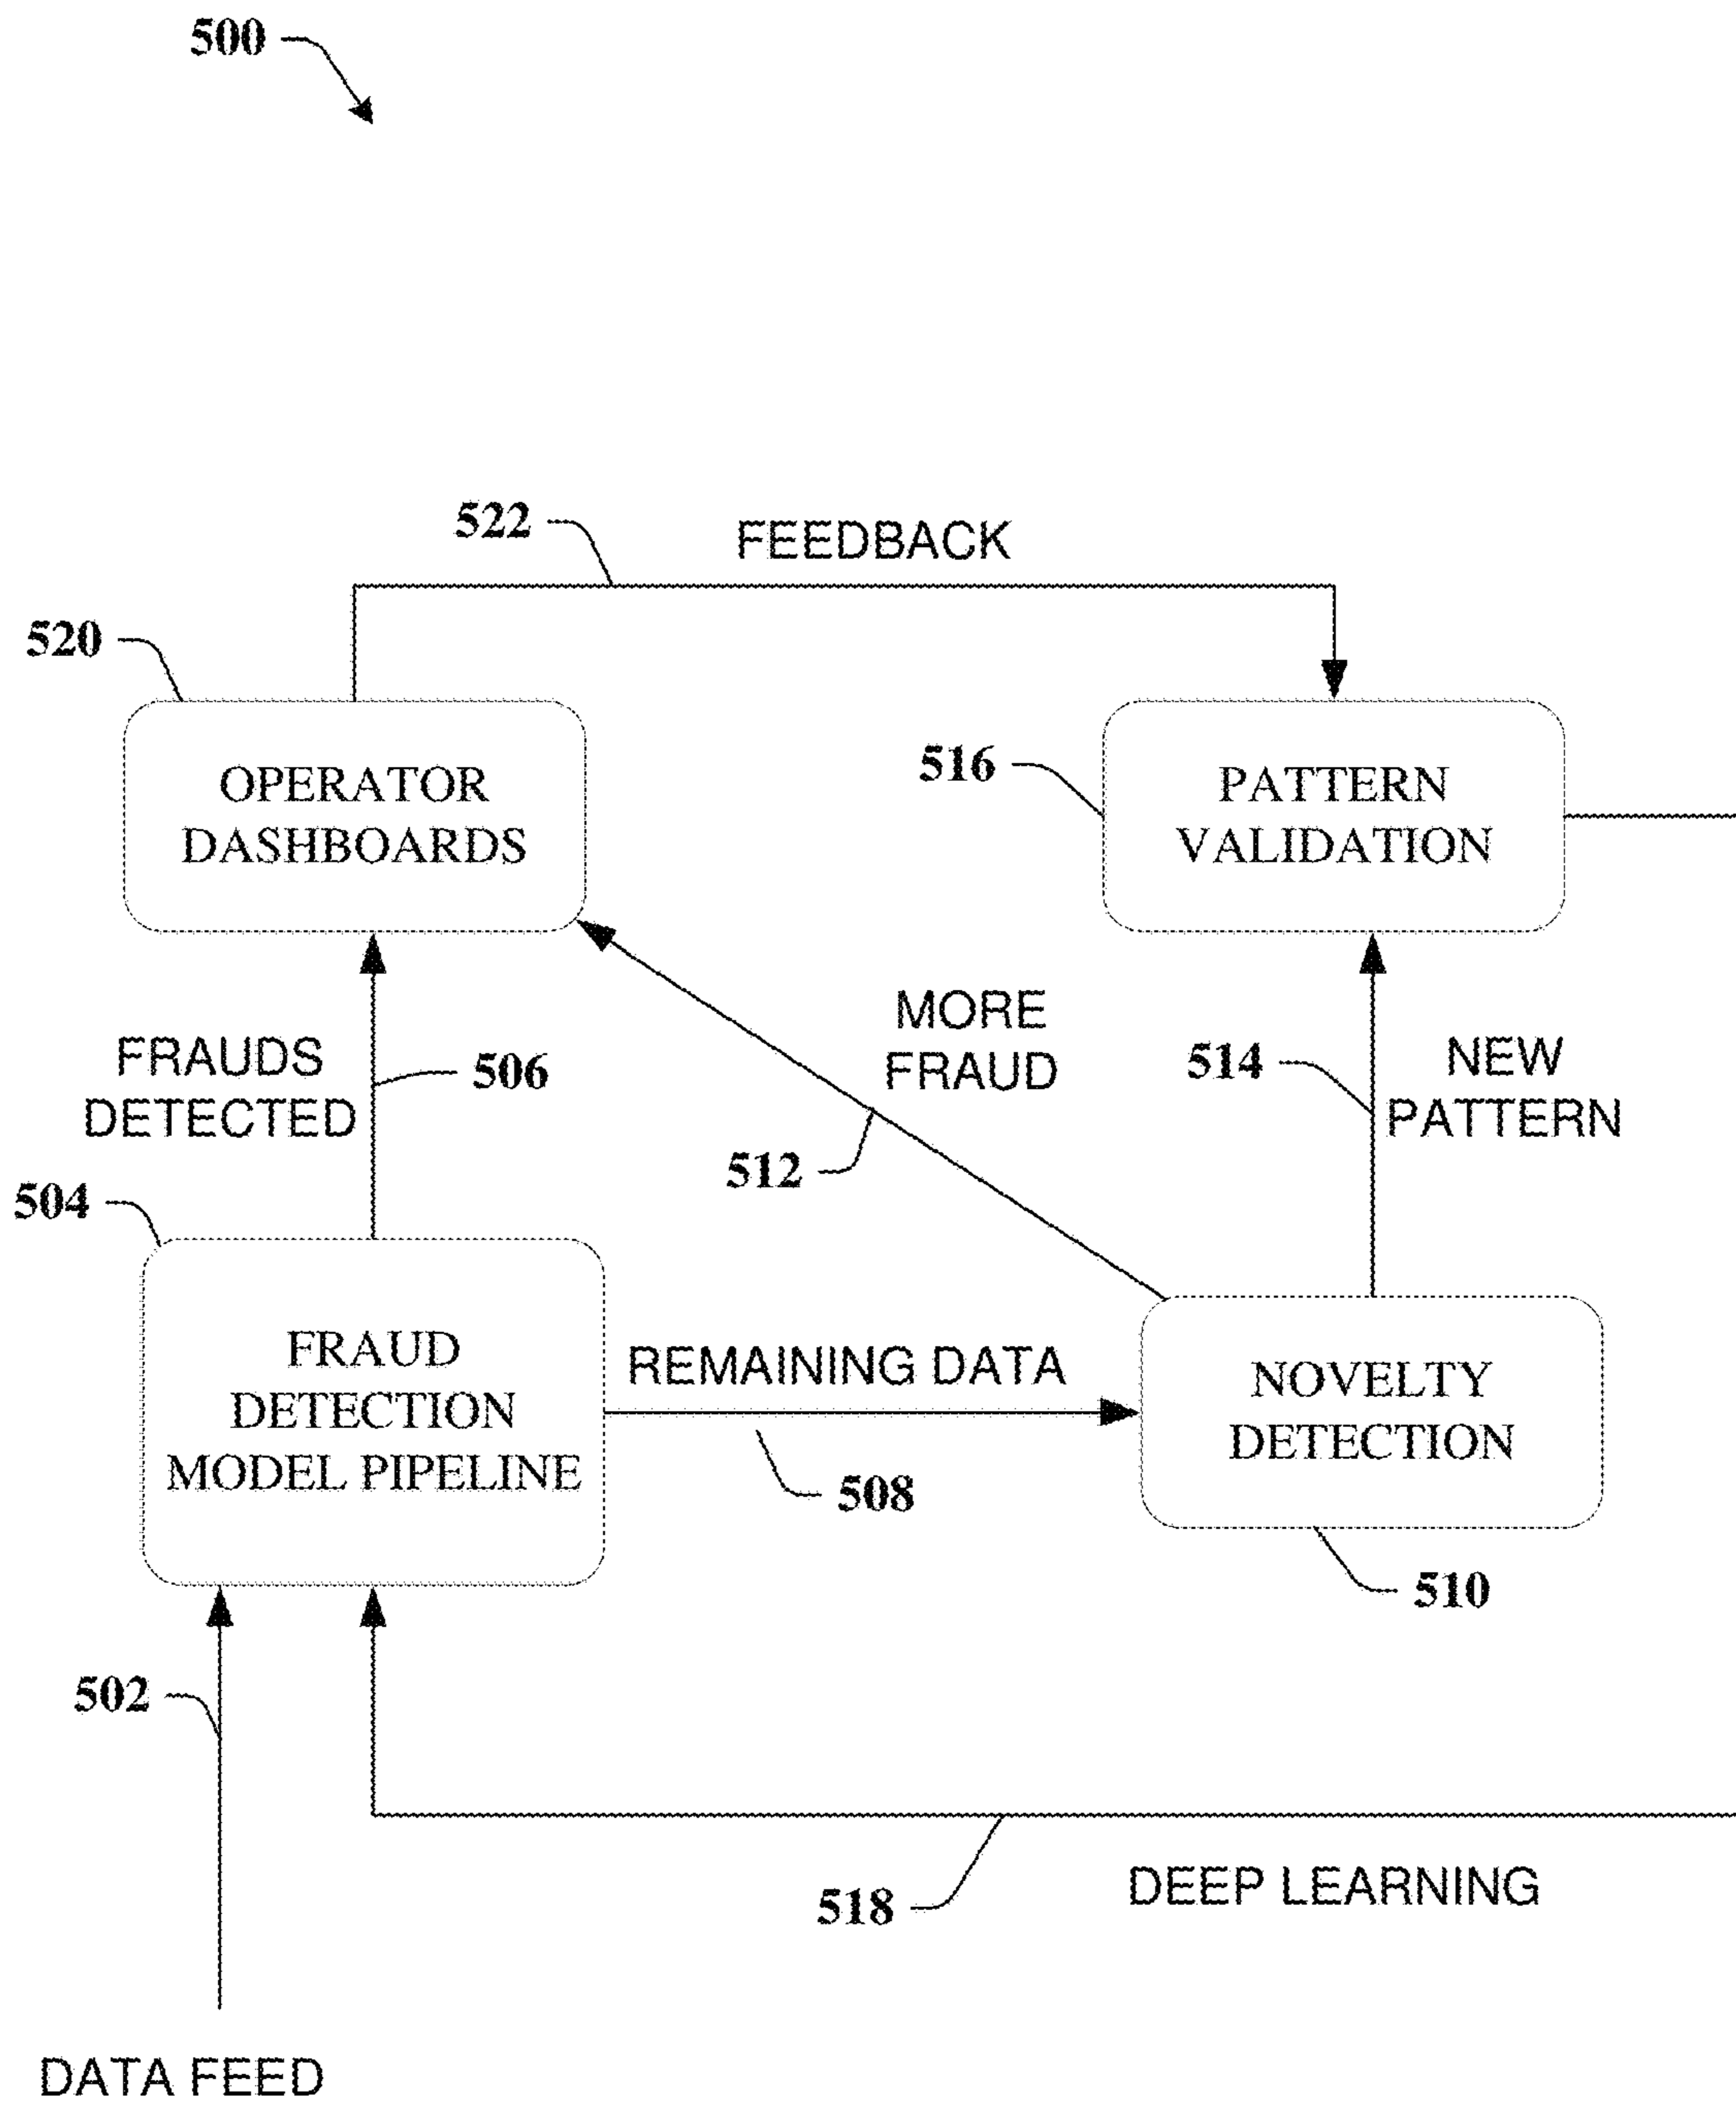 500
522
FEEDBACK
520
OPERATOR
DASHBOARDS
516
PATTERN
VALIDATION
FRAUDS
DETECTED
506
MORE
FRAUD
512
514
NEW
PATTERN
504
FRAUD
DETECTION
MODEL PIPELINE
REMAINING DATA
508
NOVELTY
DETECTION
510
502
518
DEEP LEARNING
DATA FEED